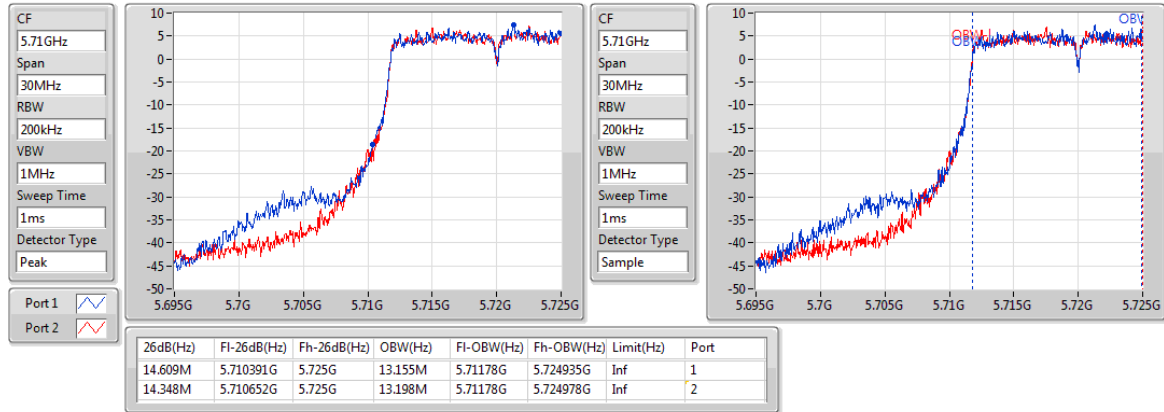 CF
5.71GHz
Span
30MHz
RBW
200kHz
VBW
1MHz
Sweep Time
1ms
Detector Type
Peak
Port 1
Port 2
10
5
0
-5
-10
-15
-20
-25
-30
-35
-40
-45
-50
5.695G 5.7G 5.705G 5.71G 5.715G 5.72G 5.725G
CF
5.71GHz
Span
30MHz
RBW
200kHz
VBW
1MHz
Sweep Time
1ms
Detector Type
Sample
10
5
0
-5
-10
-15
-20
-25
-30
-35
-40
-45
-50
5.695G 5.7G 5.705G 5.71G 5.715G 5.72G 5.725G
26dB(Hz) Fl-26dB(Hz) Fh-26dB(Hz) OBW(Hz) Fl-OBW(Hz) Fh-OBW(Hz) Limit(Hz) Port
14.609M 5.710391G 5.725G 13.155M 5.71178G 5.724935G Inf 1
14.348M 5.710652G 5.725G 13.198M 5.71178G 5.724978G Inf 2